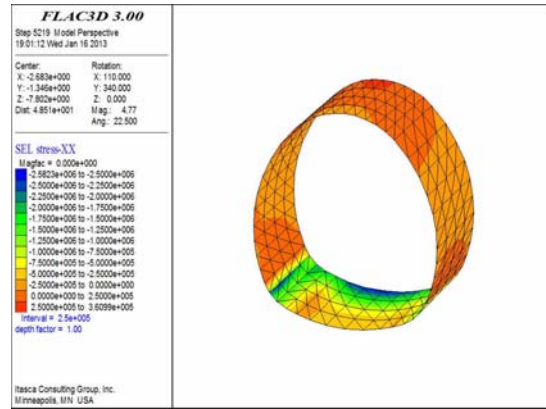 FLAC3D 3.00
Step 5219 Model Perspective
19:01:12 Wed Jan 16 2013
Center: Rotation:
X: -2.683e+000 X: 110.000
Y: -1.346e+000 Y: 340.000
Z: -7.802e+000 Z: 0.000
Dist: 4.851e+001 Mag.: 4.77
Ang.: 22.500
SEL stress-XX
Magfac = 0.000e+000
-2.5823e+006 to -2.5000e+006
-2.5000e+006 to -2.2500e+006
-2.2500e+006 to -2.0000e+006
-2.0000e+006 to -1.7500e+006
-1.7500e+006 to -1.5000e+006
-1.5000e+006 to -1.2500e+006
-1.2500e+006 to -1.0000e+006
-1.0000e+006 to -7.5000e+005
-7.5000e+005 to -5.0000e+005
-5.0000e+005 to -2.5000e+005
-2.5000e+005 to 0.0000e+000
0.0000e+000 to 2.5000e+005
2.5000e+005 to 3.6099e+005
Interval = 2.5e+005
depth factor = 1.00
Itasca Consulting Group, Inc.
Minneapolis, MN USA